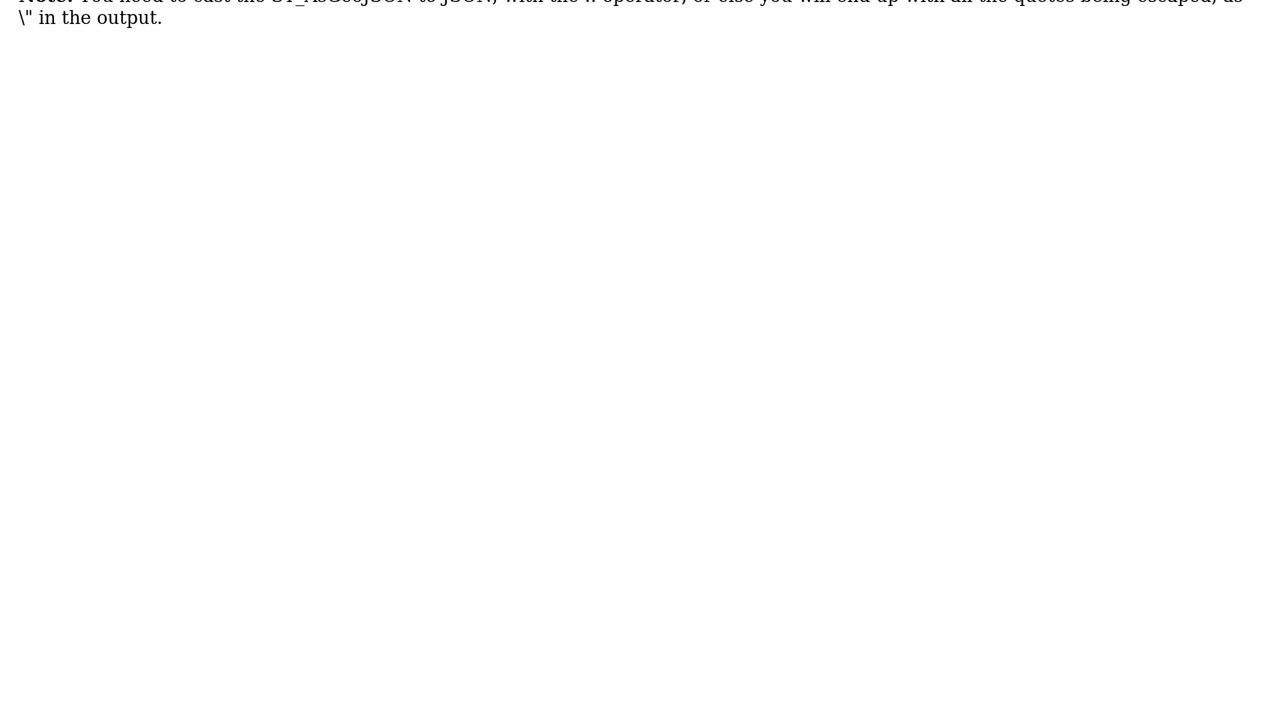 Note: You need to cast the ST_AsGeoJSON to JSON, with the :: operator, or else you will end up with all the quotes being escaped, as
\" in the output.